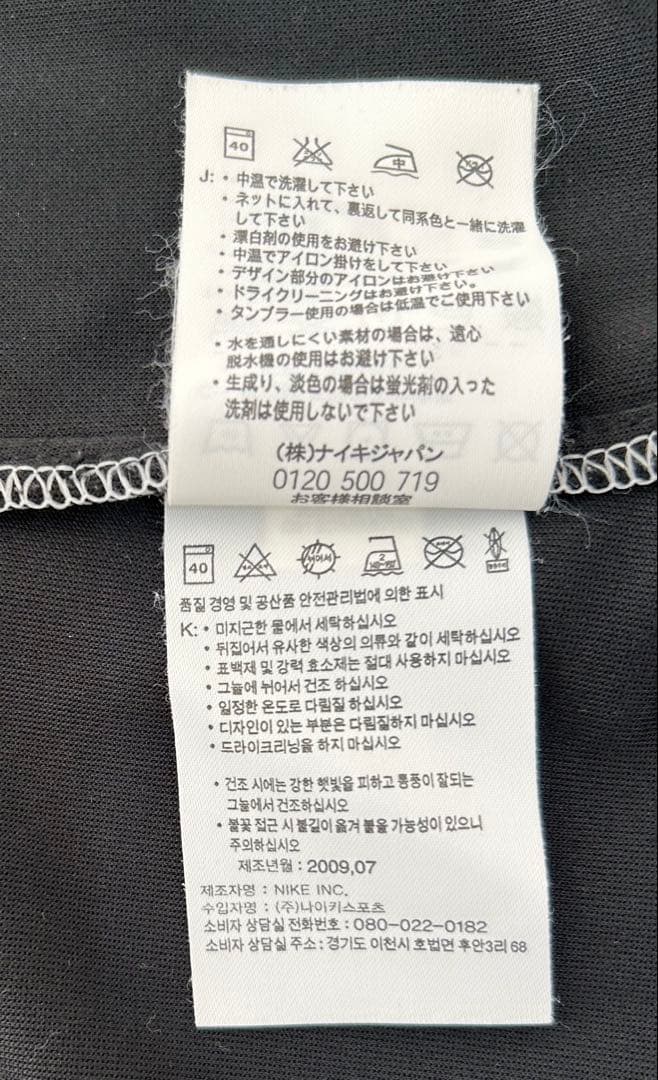 40 中
J: ・中温で洗濯して下さい
・ネットに入れて、裏返して同系色と一緒に洗濯
して下さい
・漂白剤の使用をお避け下さい
・中温でアイロン掛けをして下さい
・デザイン部分のアイロンはお避け下さい
・ドライクリーニングはお避け下さい。
・タンブラー使用の場合は低温でご使用下さい
・水を通しにくい素材の場合は、遠心
脱水機の使用はお避け下さい
・生成り、淡色の場合は蛍光剤の入った
洗剤は使用しないで下さい
(株)ナイキジャパン
0120 500 719
お客様相談室
40 2
품질 경영 및 공산품 안전관리법에 의한 표시
K: • 미지근한 물에서 세탁하십시오
• 뒤집어서 유사한 색상의 의류와 같이 세탁하십시오
• 표백제 및 강력 효소제는 절대 사용하지 마십시오
• 그늘에 뉘어서 건조 하십시오
• 일정한 온도로 다림질 하십시오
• 디자인이 있는 부분은 다림질하지 마십시오
• 드라이크리닝을 하지 마십시오
• 건조 시에는 강한 햇빛을 피하고 통풍이 잘되는
그늘에서 건조하십시오
• 불꽃 접근 시 불길이 옮겨 붙을 가능성이 있으니
주의하십시오
제조년월 : 2009,07
제조자명 : NIKE INC.
수입자명 : (주)나이키스포츠
소비자 상담실 전화번호 : 080-022-0182
소비자 상담실 주소 : 경기도 이천시 호법면 후안3리 68